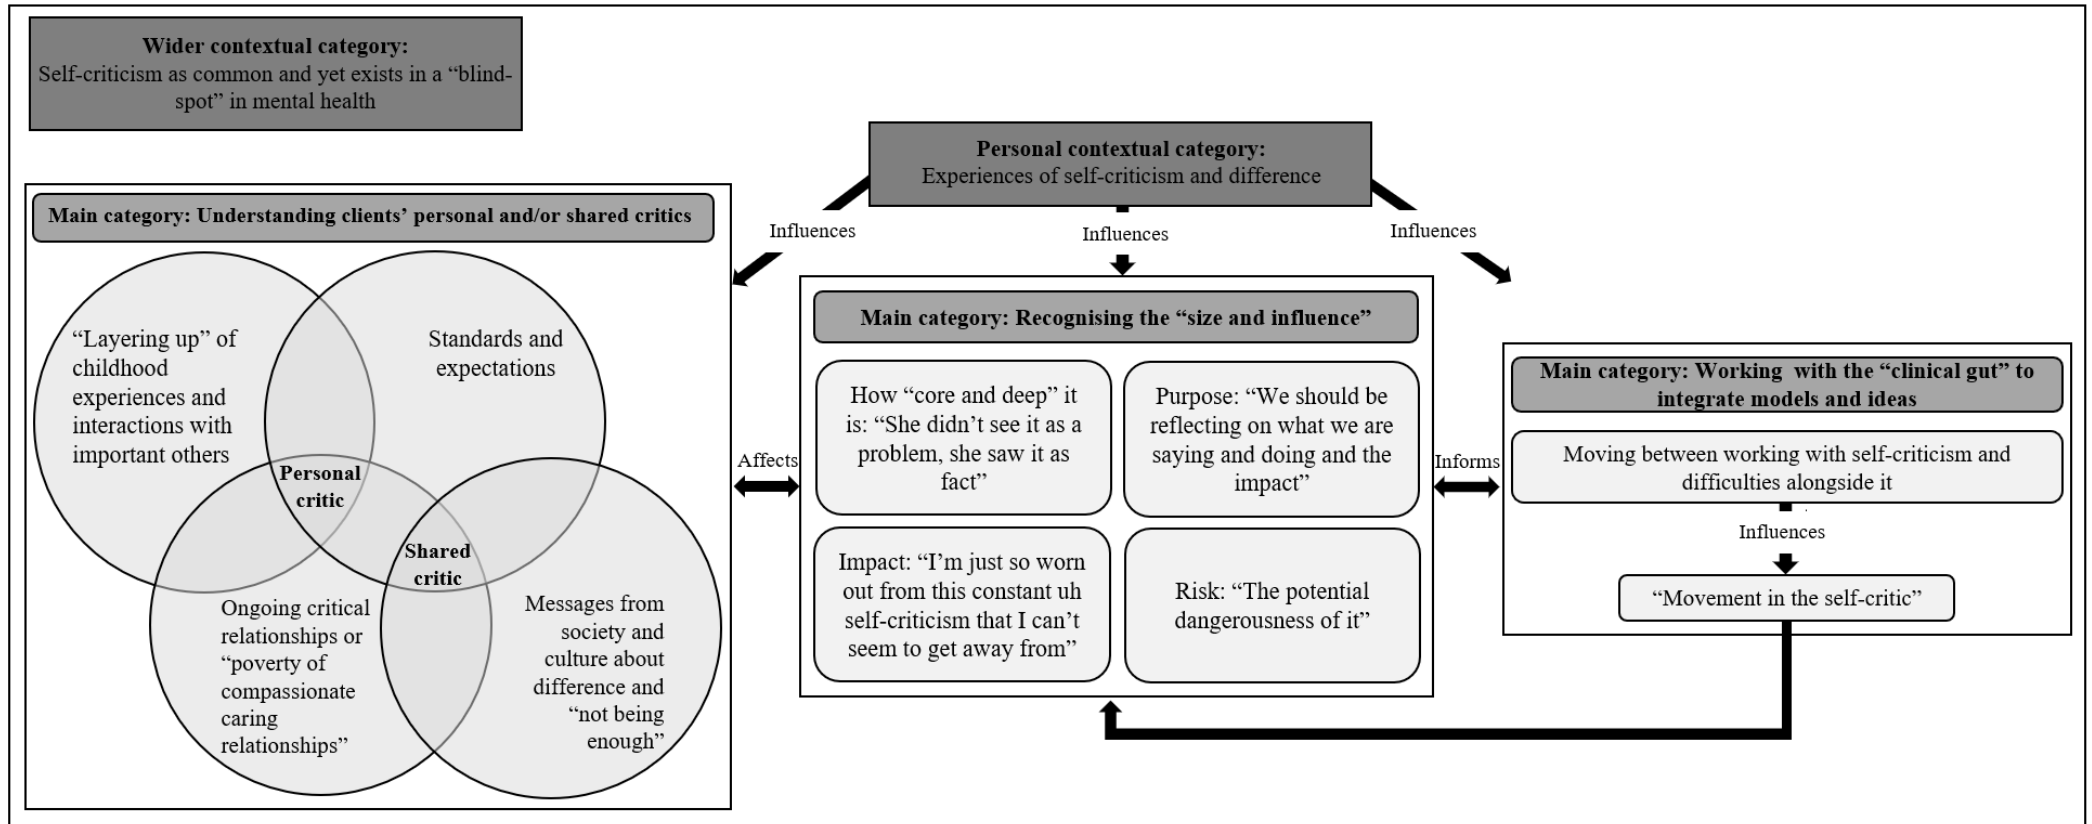 Wider contextual category:
Self-criticism as common and yet exists in a “blind-
spot” in mental health
Personal contextual category:
Experiences of self-criticism and difference
Influences
Influences
Influences
Main category: Understanding clients’ personal and/or shared critics
“Layering up” of
childhood
experiences and
interactions with
important others
Standards and
expectations
Personal
critic
Shared
critic
Ongoing critical
relationships or
“poverty of
compassionate
caring
relationships”
Messages from
society and
culture about
difference and
“not being
enough”
Affects
Main category: Recognising the “size and influence”
How “core and deep” it
is: “She didn’t see it as a
problem, she saw it as
fact”
Purpose: “We should be
reflecting on what we are
saying and doing and the
impact”
Impact: “I’m just so worn
out from this constant uh
self-criticism that I can’t
seem to get away from”
Risk: “The potential
dangerousness of it”
Informs
Main category: Working with the “clinical gut” to
integrate models and ideas
Moving between working with self-criticism and
difficulties alongside it
Influences
“Movement in the self-critic”